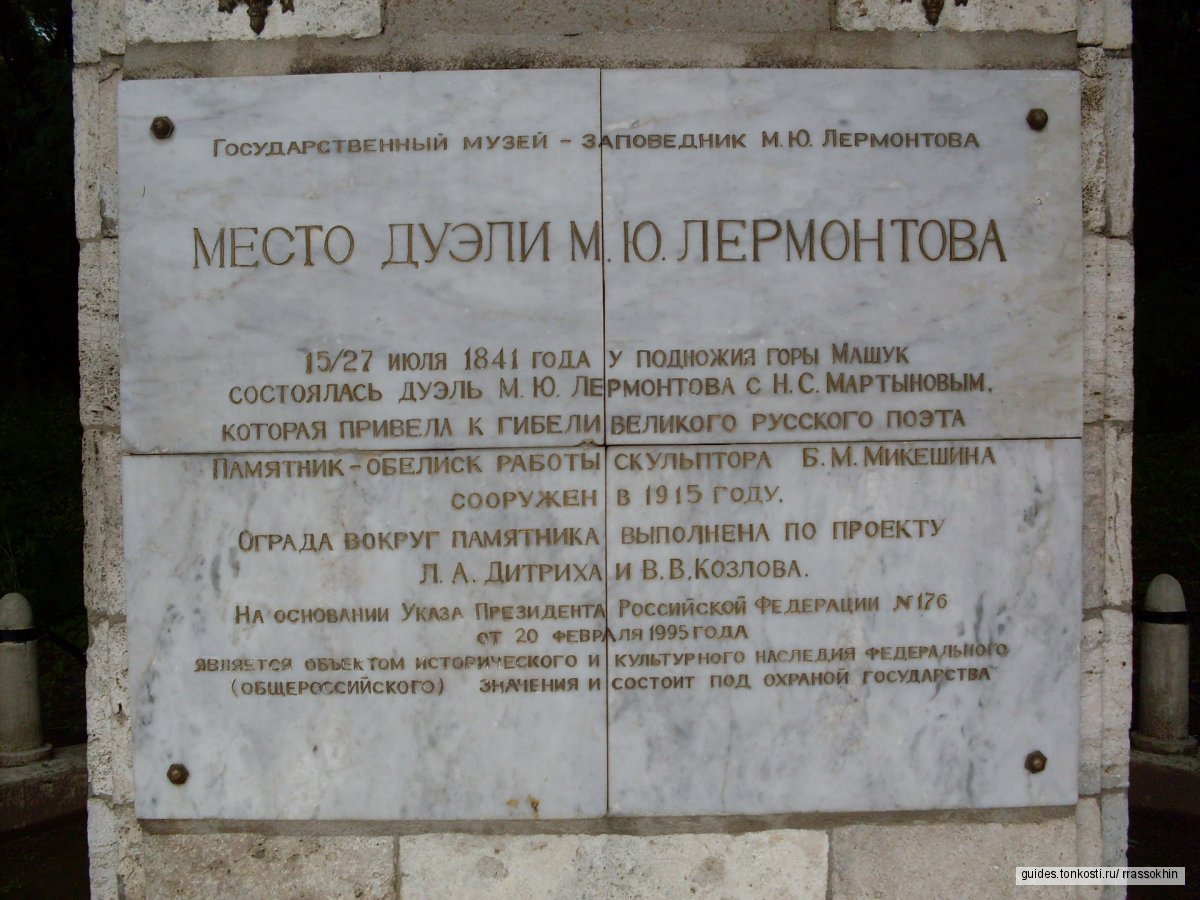 Государственный музей - заповедник М.Ю. Лермонтова
Место дуэли М.Ю. Лермонтова
15/27 июля 1841 года у подножия горы Машук
состоялась дуэль М.Ю. Лермонтова с Н.С. Мартыновым,
которая привела к гибели великого русского поэта
Памятник-обелиск работы скульптора Б.М. Микешина
сооружен в 1915 году.
Ограда вокруг памятника выполнена по проекту
Л.А. Дитриха и В.В. Козлова.
На основании Указа Президента Российской Федерации №176
от 20 февраля 1995 года
является объектом исторического и культурного наследия федерального
(общероссийского) значения и состоит под охраной государства
guides.tonkosti.ru/ rrassokhin